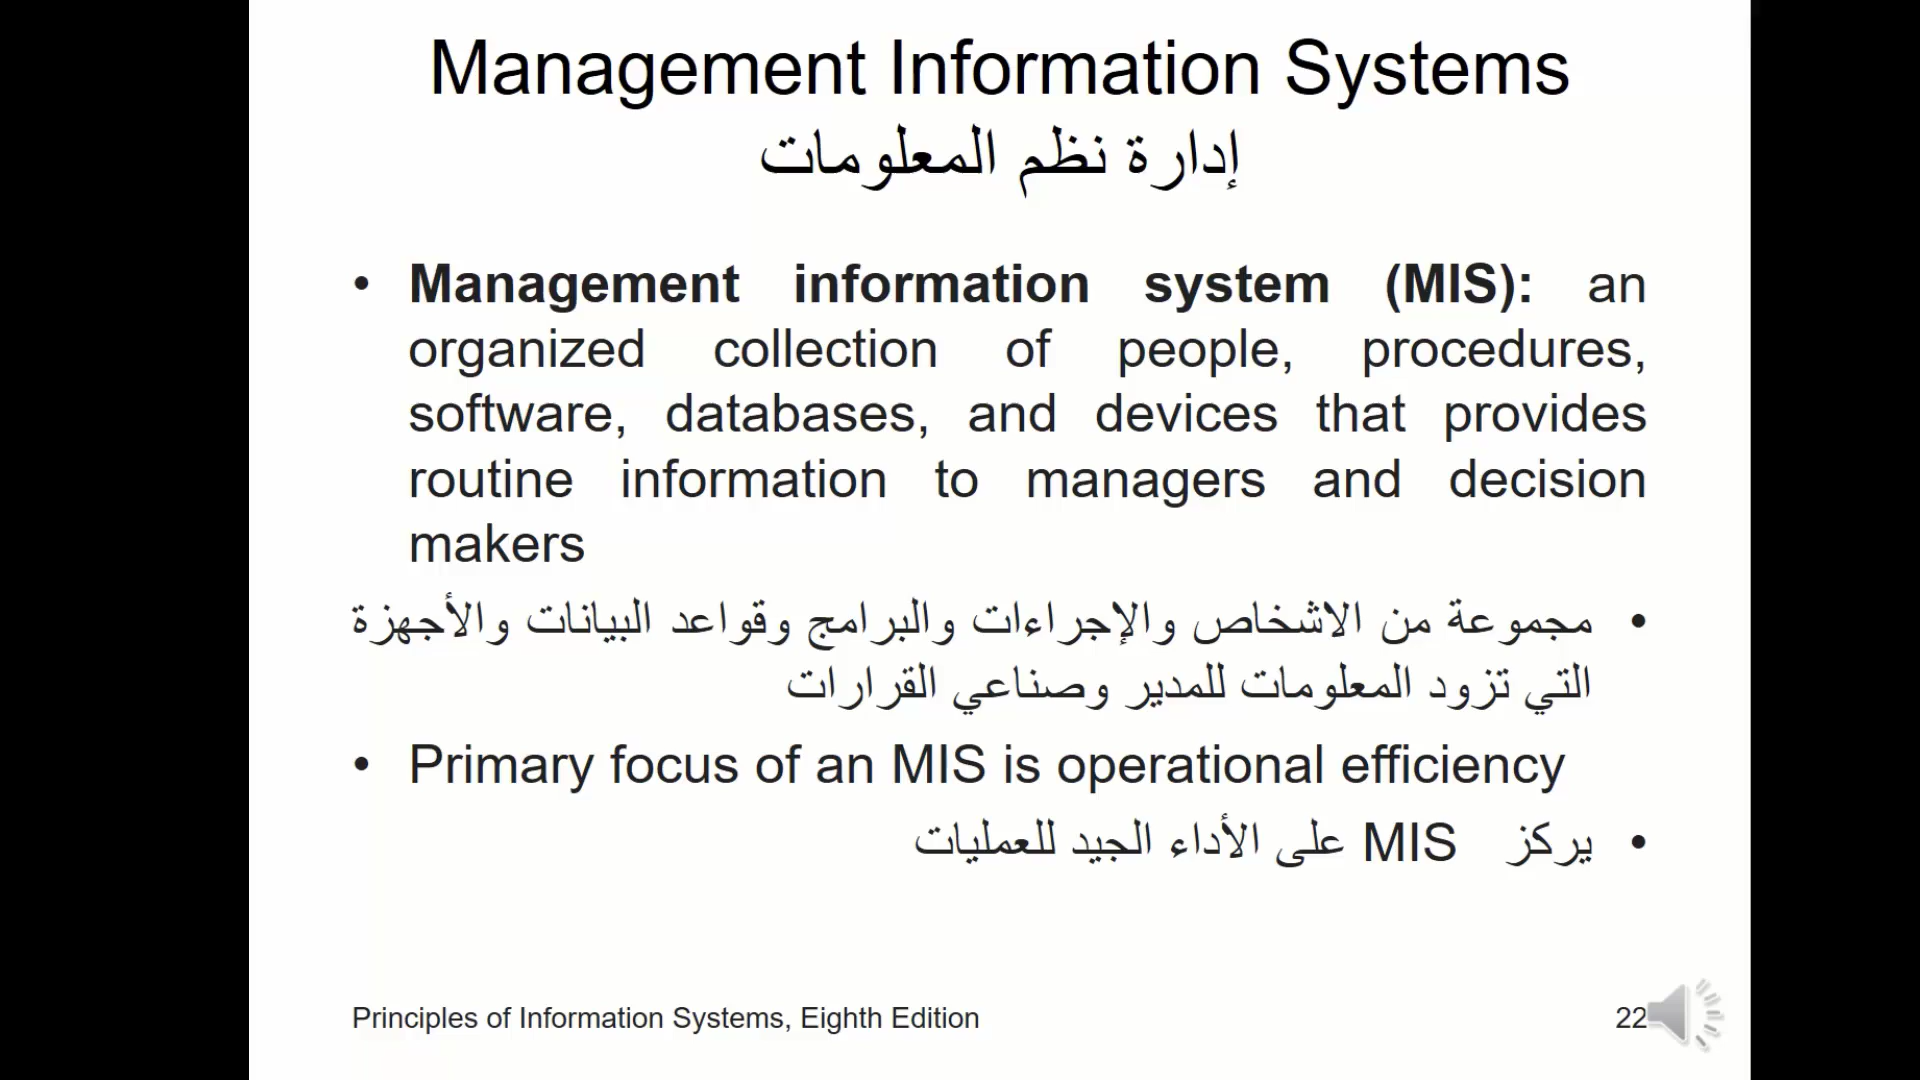 Management Information Systems
إدارة نظم المعلومات
• Management information system (MIS): an
organized collection of people, procedures,
software, databases, and devices that provides
routine information to managers and decision
makers
• مجموعة من الاشخاص والإجراءات والبرامج وقواعد البيانات والأجهزة
التي تزود المعلومات للمدير وصناعي القرارات
• Primary focus of an MIS is operational efficiency
• يركز MIS على الأداء الجيد للعمليات
Principles of Information Systems, Eighth Edition
22